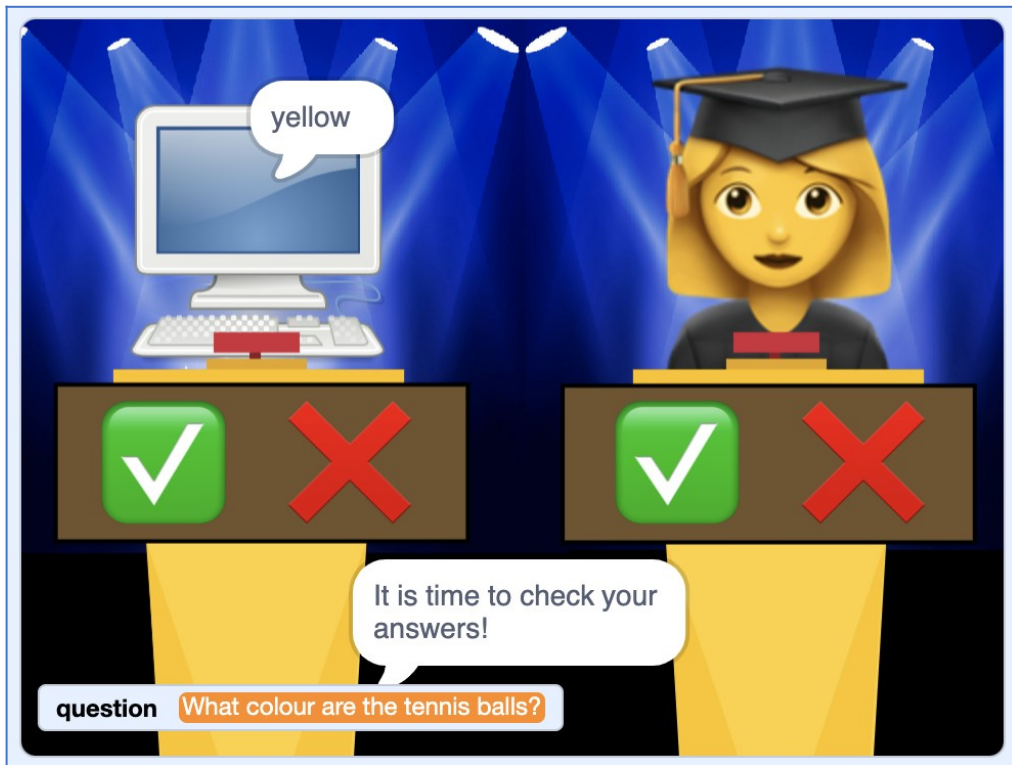 yellow
It is time to check your
answers!
question What colour are the tennis balls?